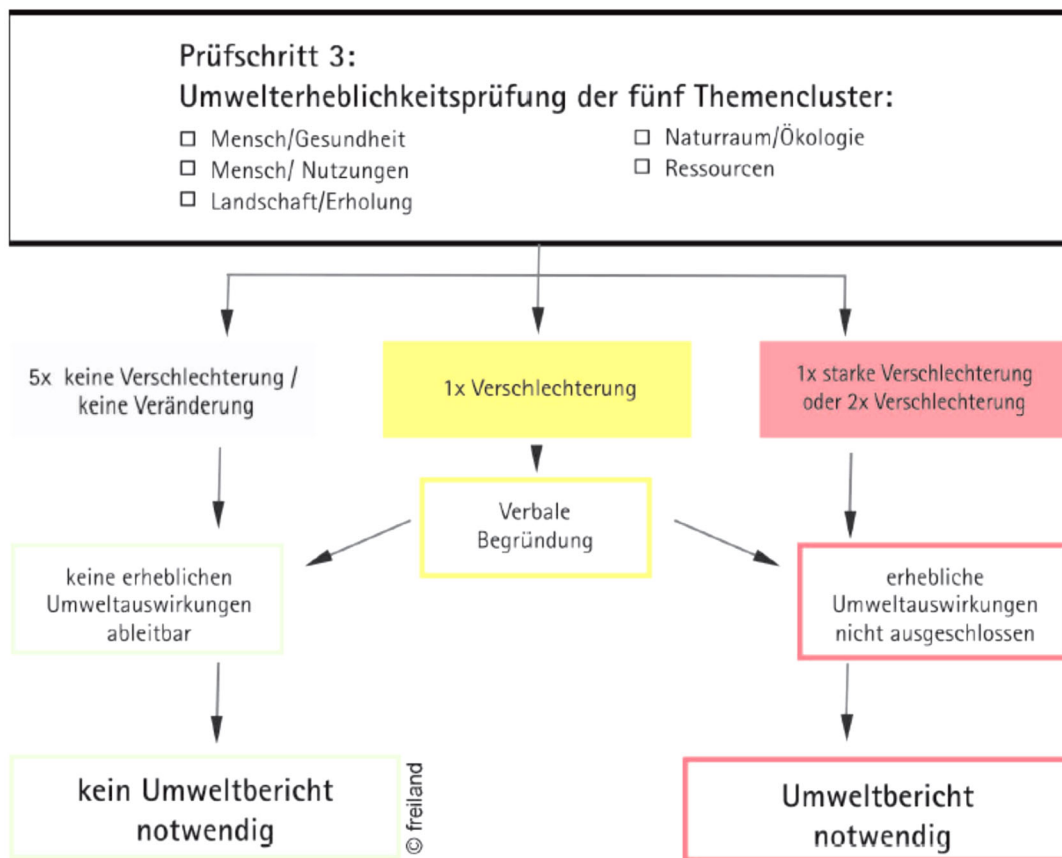 Prüfschritt 3:
Umwelterheblichkeitsprüfung der fünf Themencluster:
Mensch/Gesundheit
Mensch/ Nutzungen
Landschaft/Erholung
Naturraum/Ökologie
Ressourcen
5x keine Verschlechterung /
keine Veränderung
1x Verschlechterung
1x starke Verschlechterung
oder 2x Verschlechterung
Verbale
Begründung
keine erheblichen
Umweltauswirkungen
ableitbar
erhebliche
Umweltauswirkungen
nicht ausgeschlossen
kein Umweltbericht
notwendig
© freiland
Umweltbericht
notwendig